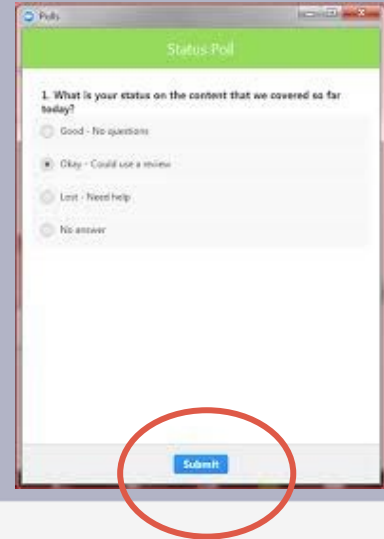 Polls
Status Poll
1. What is your status on the content that we covered so far
today?
Good - No questions
Okay - Could use a review
Lost - Need help
No answer
Submit